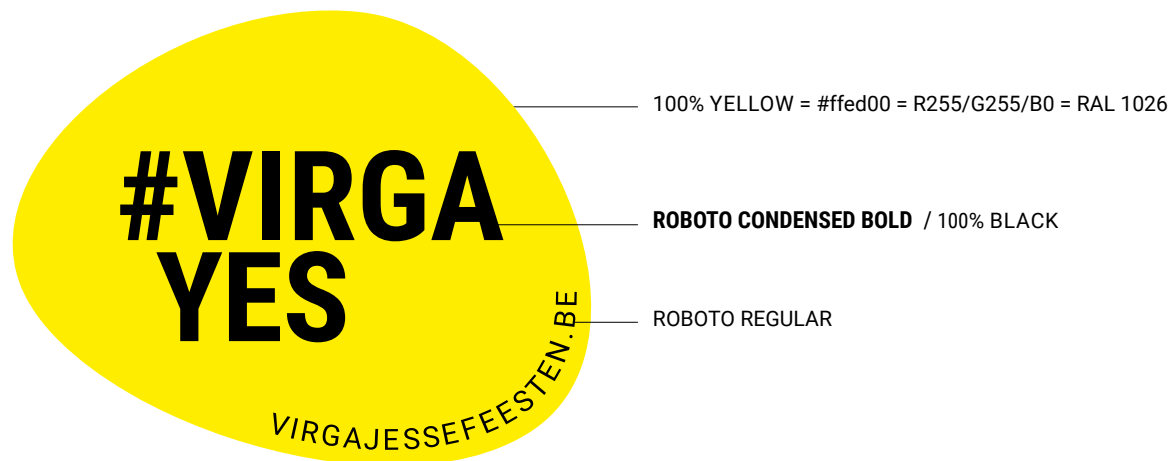 #VIRGA
YES
VIRGAJESSEFEESTEN.BE
100% YELLOW = #ffed00 = R255/G255/B0 = RAL 1026
ROBOTO CONDENSED BOLD / 100% BLACK
ROBOTO REGULAR